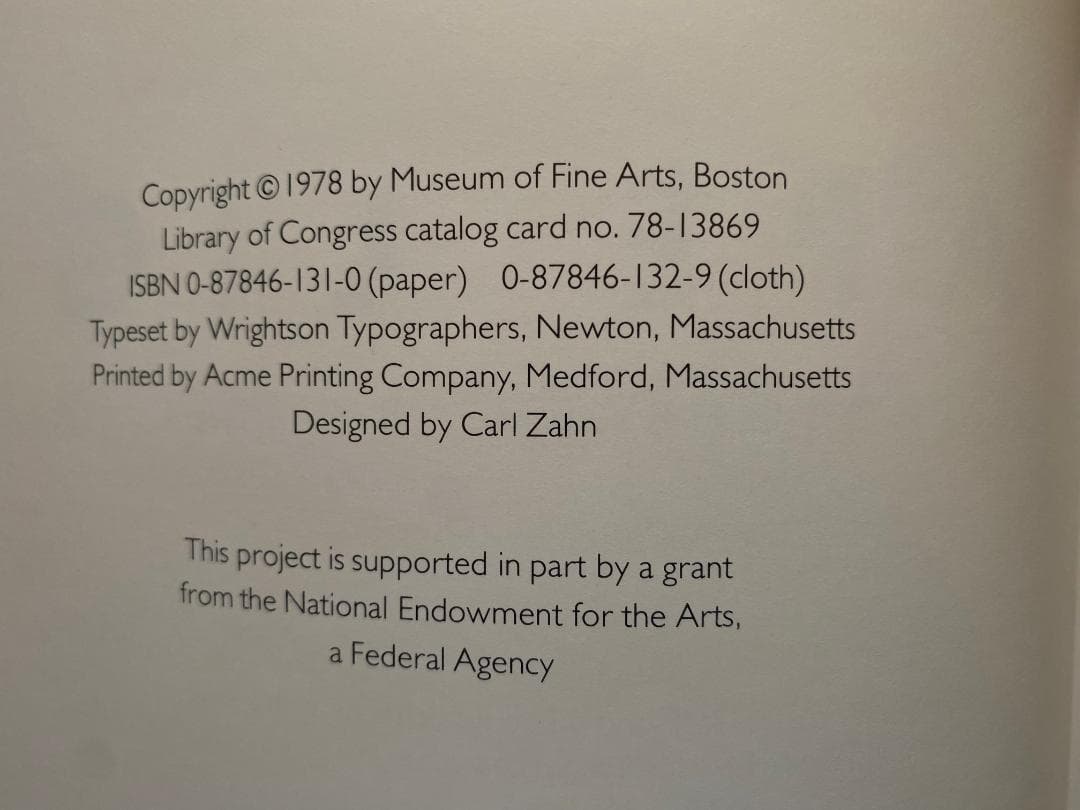 Copyright © 1978 by Museum of Fine Arts, Boston
Library of Congress catalog card no. 78-13869
ISBN 0-87846-131-0 (paper) 0-87846-132-9 (cloth)
Typeset by Wrightson Typographers, Newton, Massachusetts
Printed by Acme Printing Company, Medford, Massachusetts
Designed by Carl Zahn
This project is supported in part by a grant
from the National Endowment for the Arts,
a Federal Agency